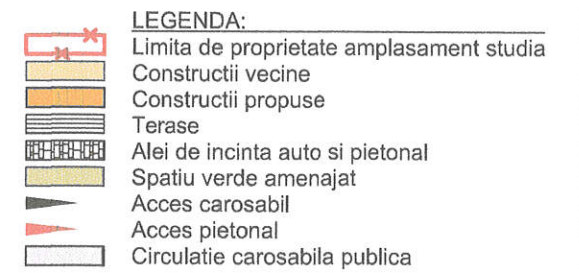 LEGENDA:
Limita de proprietate amplasament studia
Constructii vecine
Constructii propuse
Terase
Alei de incinta auto si pietonal
Spatiu verde amenajat
Acces carosabil
Acces pietonal
Circulatie carosabila publica